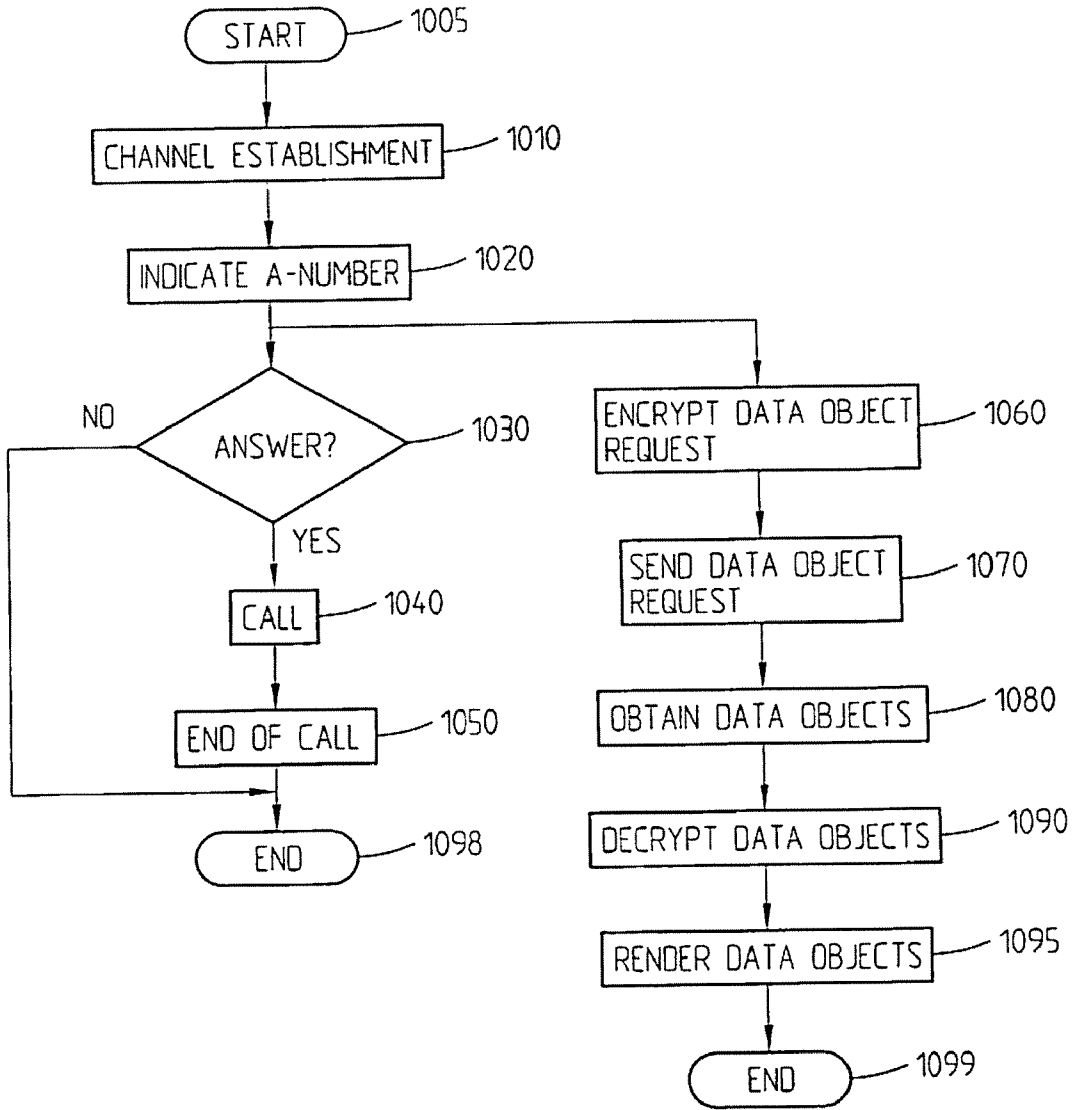 START
1005
CHANNEL ESTABLISHMENT
1010
INDICATE A-NUMBER
1020
NO
ANSWER?
1030
YES
CALL
1040
END OF CALL
1050
END
1098
ENCRYPT DATA OBJECT
REQUEST
1060
SEND DATA OBJECT
REQUEST
1070
OBTAIN DATA OBJECTS
1080
DECRYPT DATA OBJECTS
1090
RENDER DATA OBJECTS
1095
END
1099